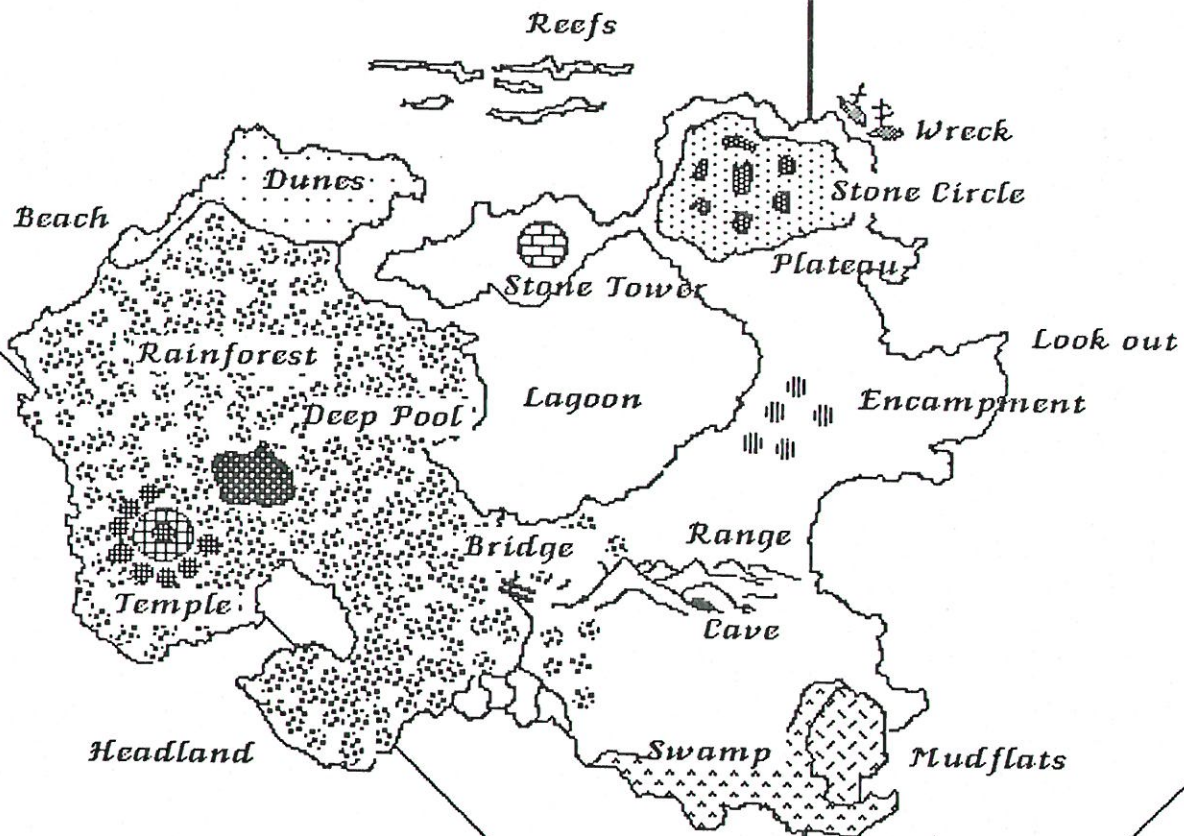 Reefs
Wreck
Dunes
Stone Circle
Beach
Plateau
Stone Tower
Look out
Rainforest
Lagoon
Encampment
Deep Pool
Range
Bridge
Temple
Cave
Headland
Swamp
Mudflats